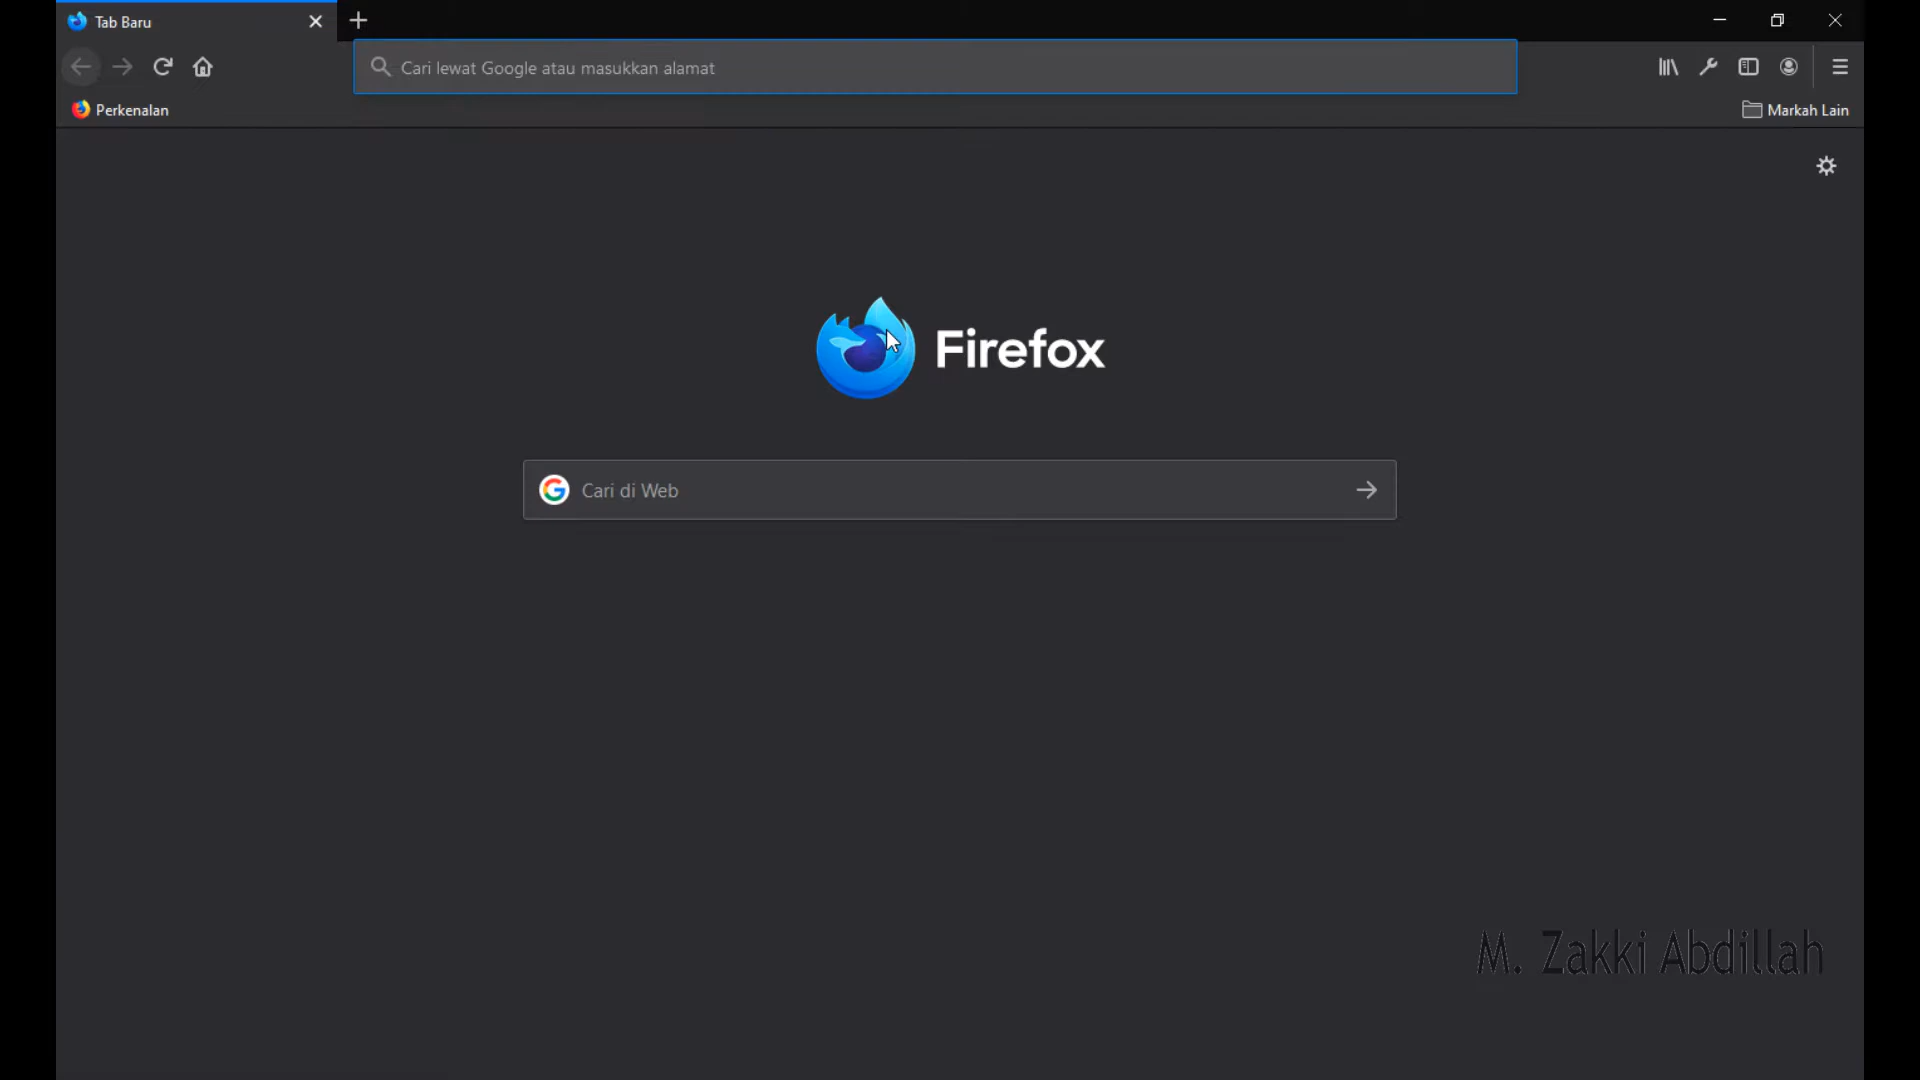 Tab Baru
Cari lewat Google atau masukkan alamat
Perkenalan
Markah Lain
Firefox
Cari di Web
M. Zakki Abdillah